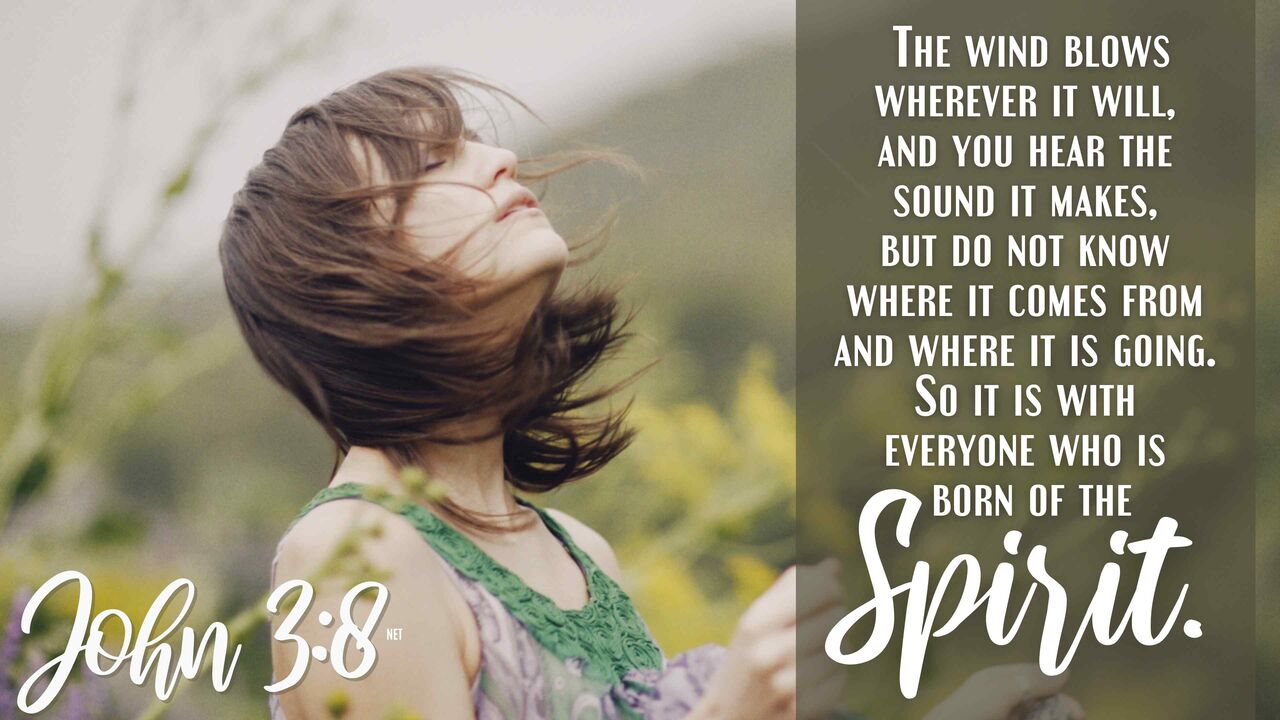 The wind blows
wherever it will,
and you hear the
sound it makes,
but do not know
where it comes from
and where it is going.
So it is with
everyone who is
born of the
Spirit.
John 3:8 NET